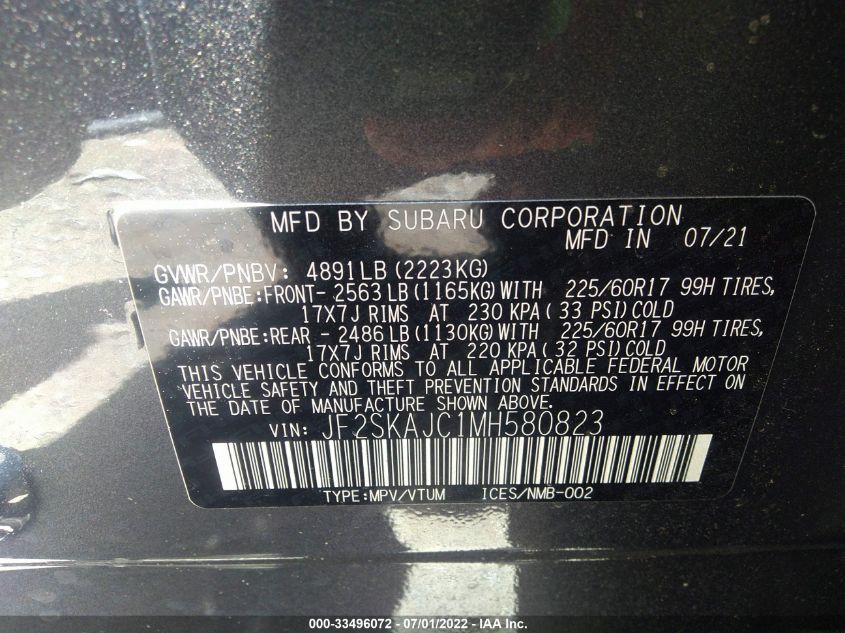 MFD BY SUBARU CORPORATION
MFD IN 07/21
GVWR/PNBV: 4891LB (2223KG)
GAWR/PNBE:FRONT- 2563LB (1165KG)WITH 225/60R17 99H TIRES,
17X7J RIMS AT 230 KPA( 33 PSI)COLD
GAWR/PNBE:REAR - 2486LB (1130KG)WITH 225/60R17 99H TIRES,
17X7J RIMS AT 220 KPA( 32 PSI)COLD
THIS VEHICLE CONFORMS TO ALL APPLICABLE FEDERAL MOTOR
VEHICLE SAFETY AND THEFT PREVENTION STANDARDS IN EFFECT ON
THE DATE OF MANUFACTURE SHOWN ABOVE.
VIN: JF2SKAJC1MH580823
TYPE:MPV/VTUM ICES/NMB-002
000-33496072 - 07/01/2022 - IAA Inc.